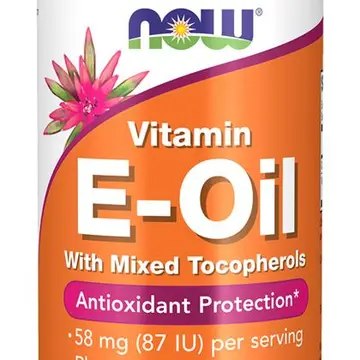 now
Vitamin
E-Oil
With Mixed Tocopherols
Antioxidant Protection*
• 58 mg (87 IU) per serving